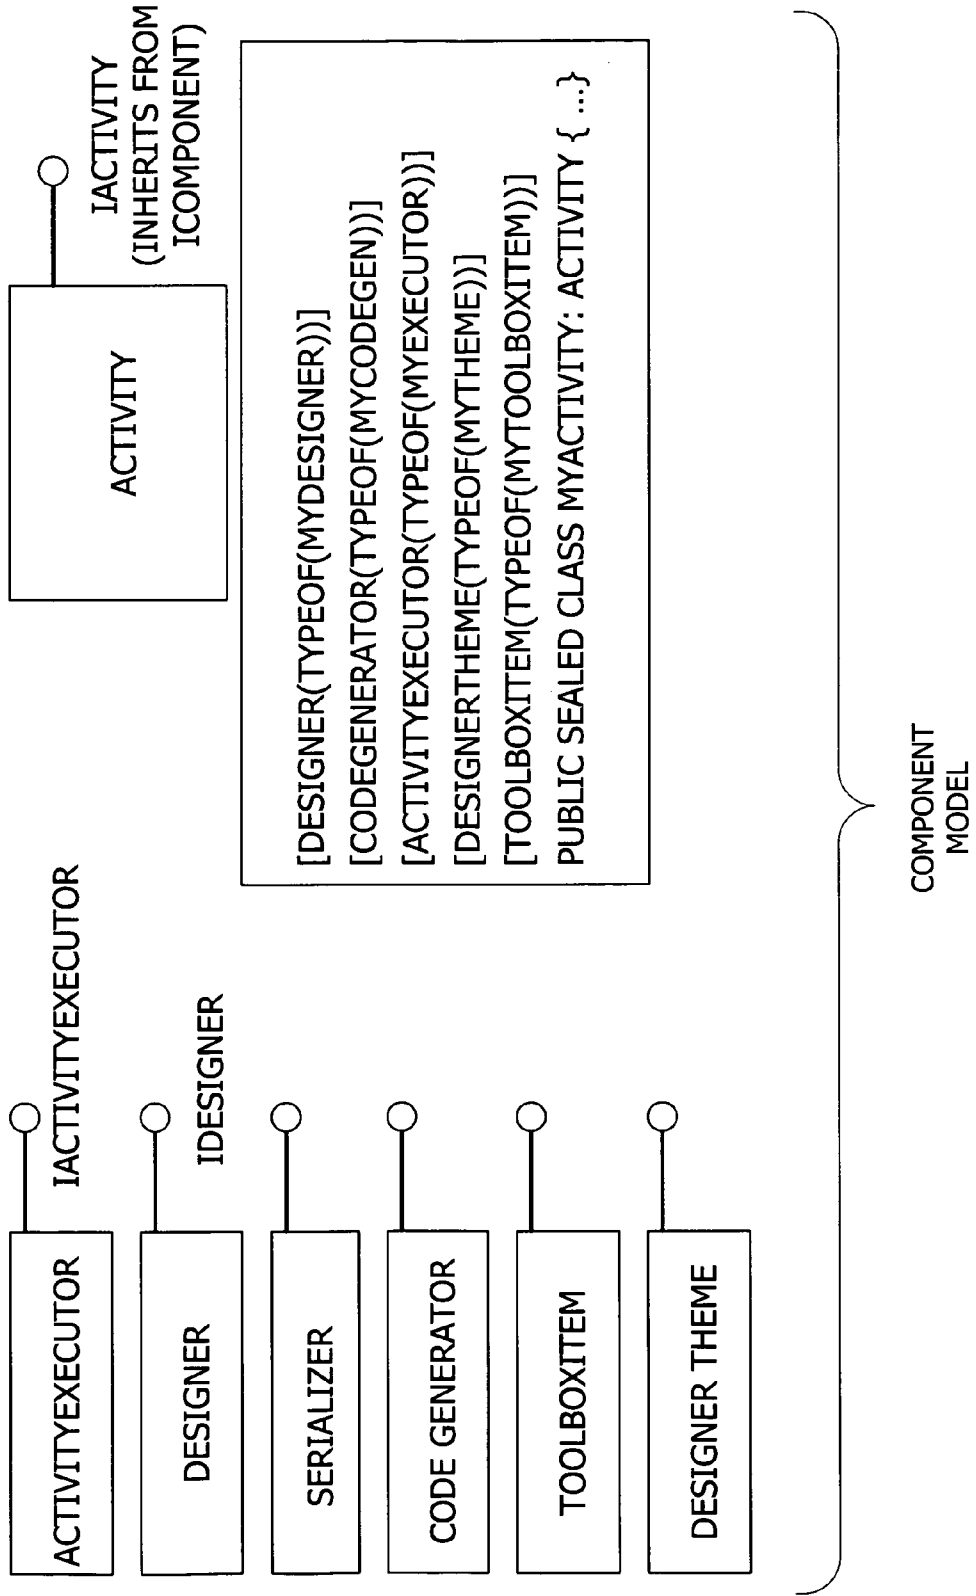 ACTIVITYEXECUTOR
IACTIVITYEXECUTOR
DESIGNER
IDESIGNER
SERIALIZER
CODE GENERATOR
TOOLBOXITEM
DESIGNER THEME
ACTIVITY
IACTIVITY
(INHERITS FROM
ICOMPONENT)
[DESIGNER(TYPEOF(MYDESIGNER))]
[CODEGENERATOR(TYPEOF(MYCODEGEN))]
[ACTIVITYEXECUTOR(TYPEOF(MYEXECUTOR))]
[DESIGNERTHEME(TYPEOF(MYTHEME))]
[TOOLBOXITEM(TYPEOF(MYTOOLBOXITEM))]
PUBLIC SEALED CLASS MYACTIVITY: ACTIVITY { ...}
COMPONENT
MODEL